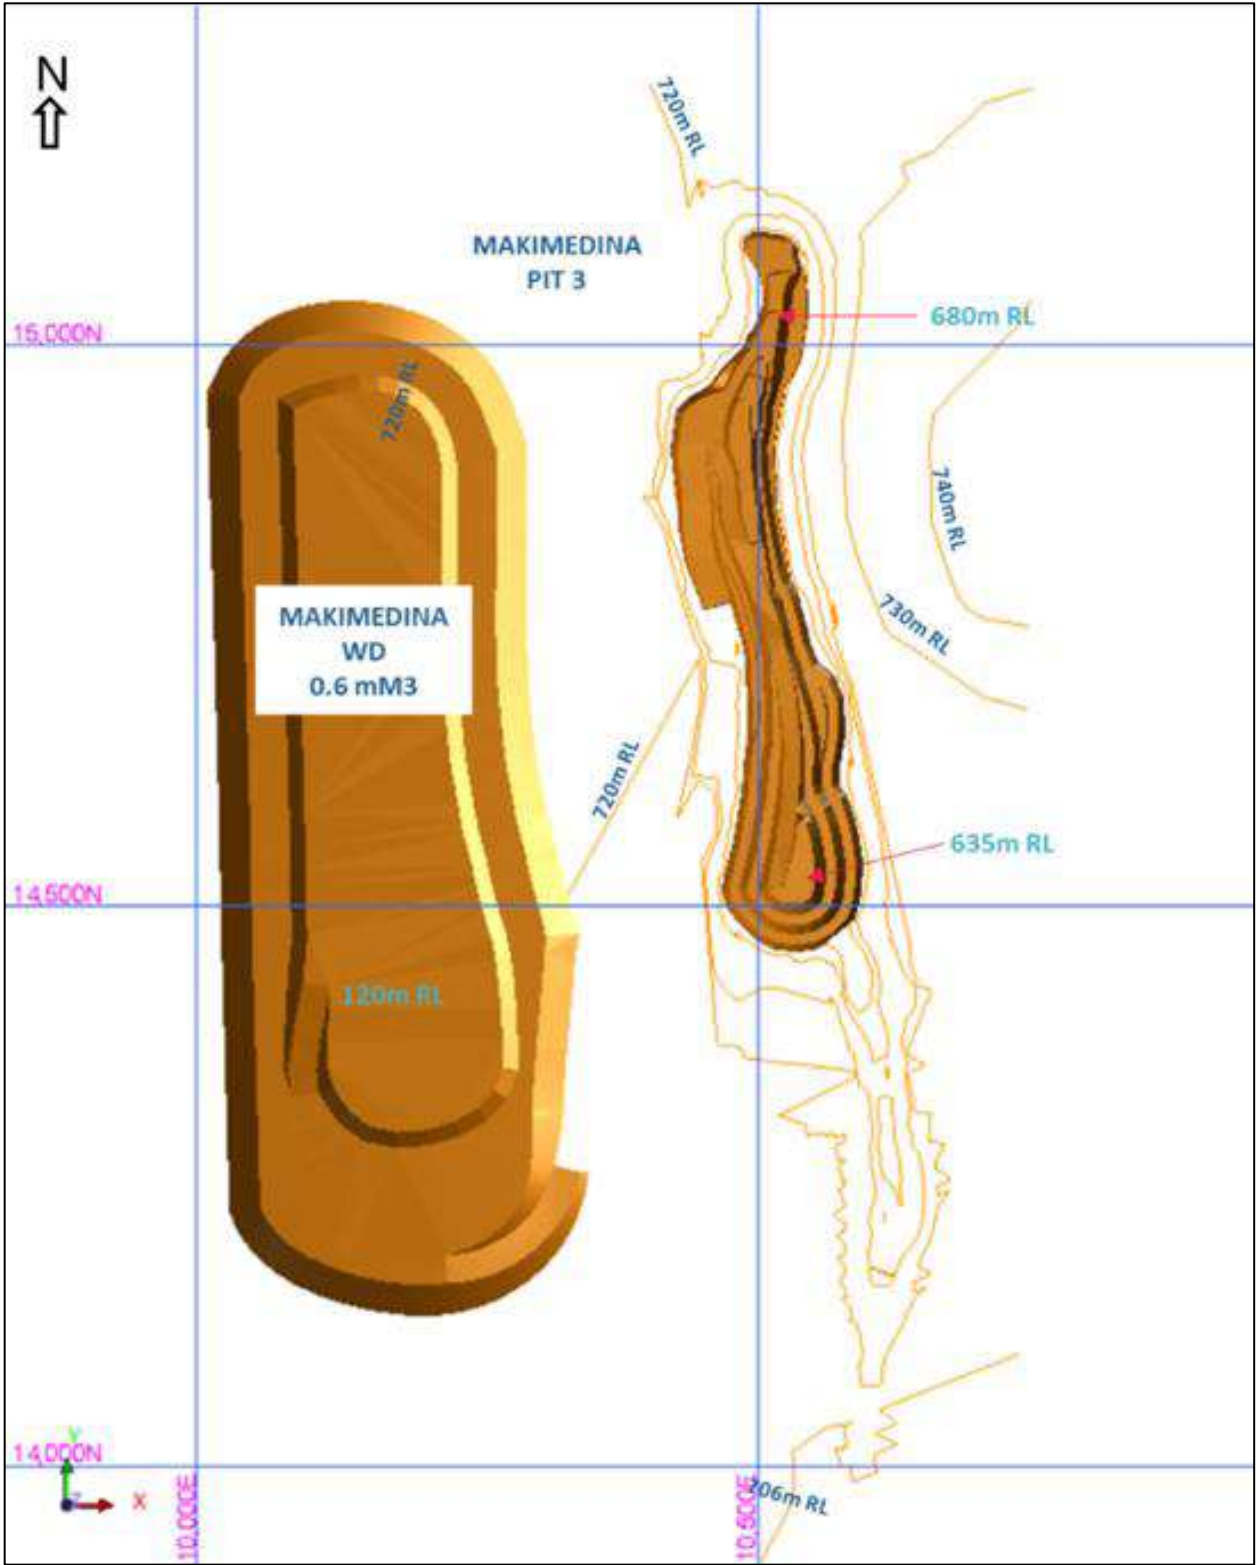 N
720m RL
MAKIMEDINA
PIT 3
680m RL
15,000N
720m RL
740m RL
MAKIMEDINA
WD
0.6 mM3
730m RL
720m RL
635m RL
14,500N
120m RL
14,000N
Y
Z
X
10,000E
10,500E
706m RL